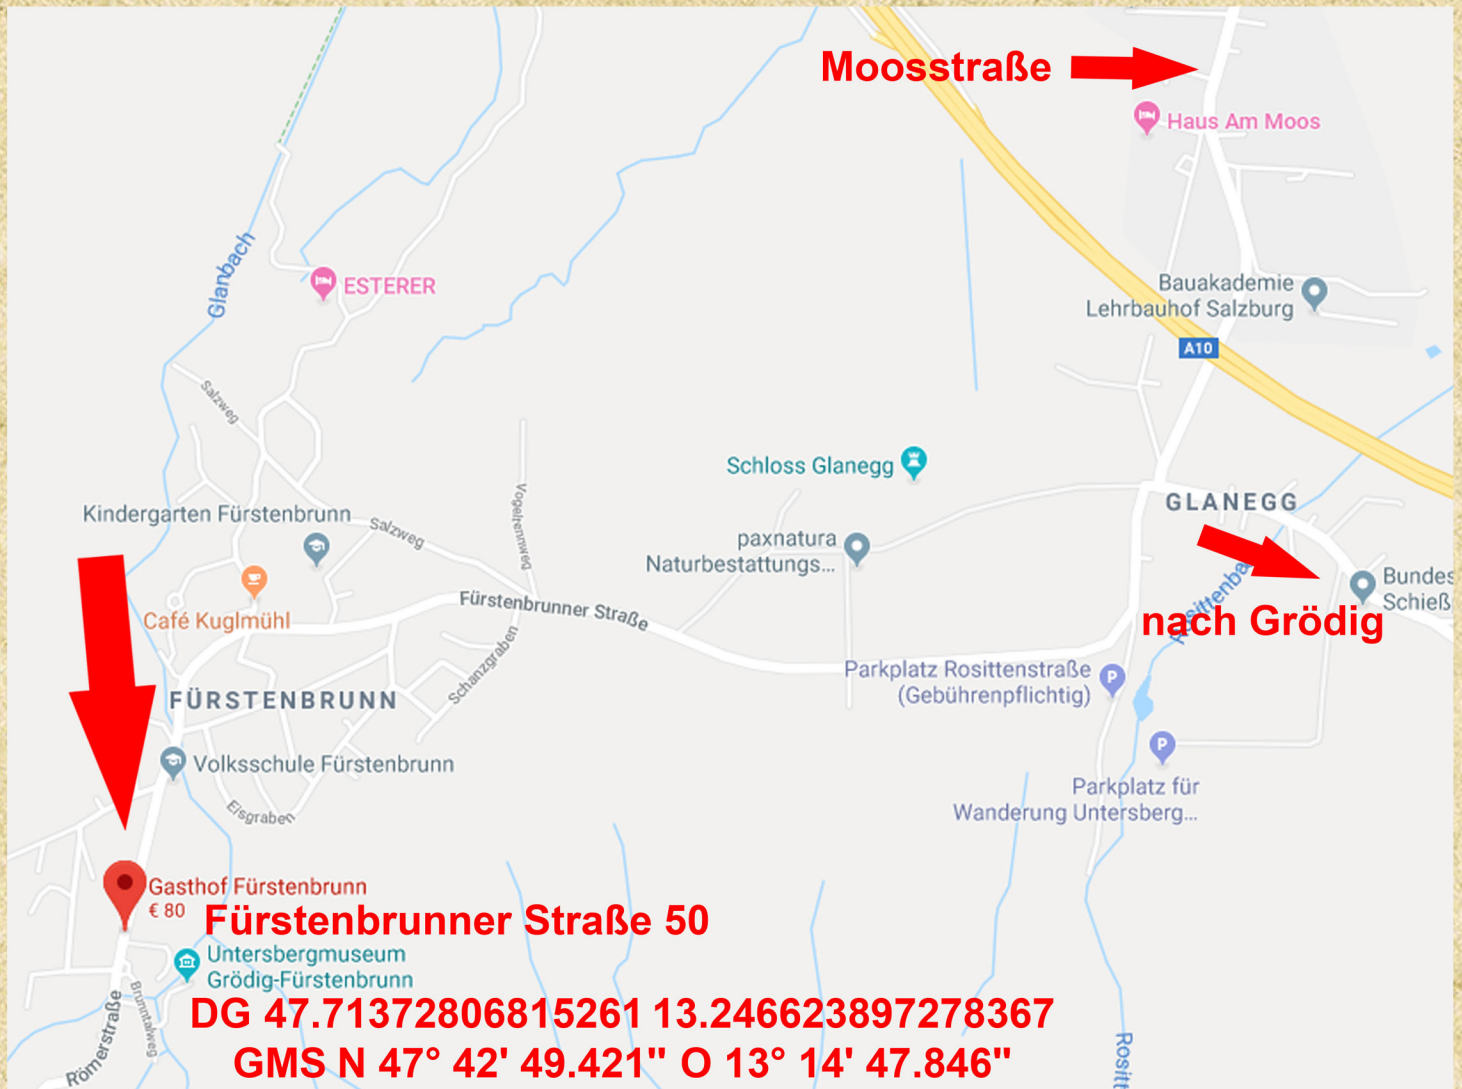 Moosstraße
Haus Am Moos
Glanbach
ESTERER
Bauakademie
Lehrbauhof Salzburg
A10
Salzweg
Schloss Glanegg
GLANEGG
Kindergarten Fürstenbrunn
Salzweg
Vogeltennweg
paxnatura
Naturbestattungs...
Bundes
Schieß
Café Kuglmühl
Fürstenbrunner Straße
nach Grödig
Schanzgraben
Parkplatz Rosittenstraße
(Gebührenpflichtig)
P
FÜRSTENBRUNN
P
Volksschule Fürstenbrunn
Parkplatz für
Wanderung Untersberg...
Eisgraben
Gasthof Fürstenbrunn
€ 80
Fürstenbrunner Straße 50
Untersbergmuseum
Grödig-Fürstenbrunn
Brunntalweg
Römerstraße
DG 47.71372806815261 13.246623897278367
GMS N 47° 42' 49.421" O 13° 14' 47.846"